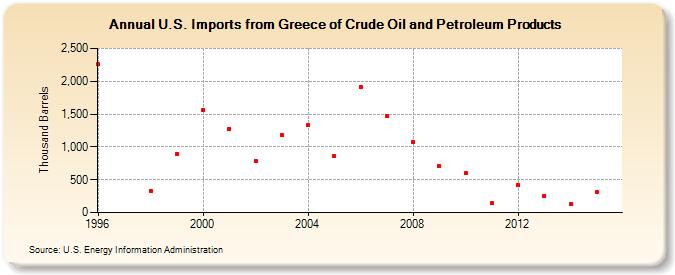 Annual U.S. Imports from Greece of Crude Oil and Petroleum Products
Thousand Barrels
2,500
2,000
1,500
1,000
500
0
1996 2000 2004 2008 2012
Source: U.S. Energy Information Administration